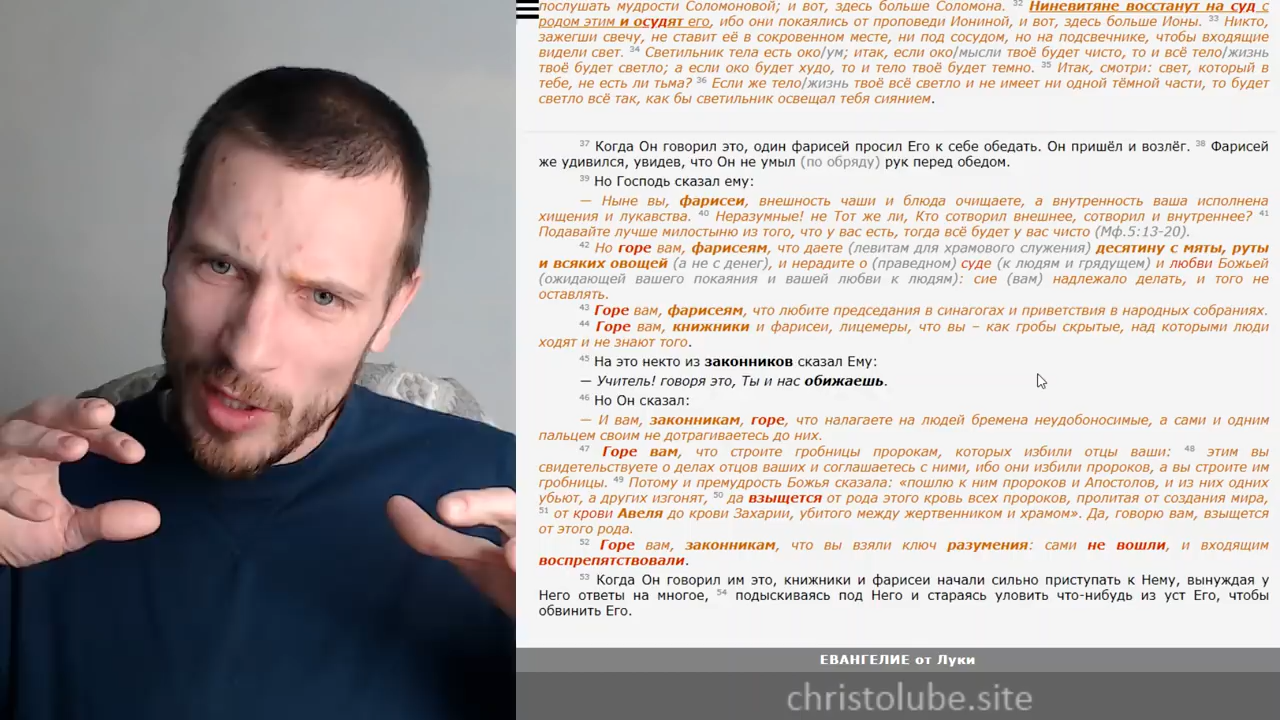 послушать мудрости Соломоновой; и вот, здесь больше Соломона. 32 Ниневитяне восстанут на суд с
родом этим и осудят его, ибо они покаялись от проповеди Иониной, и вот, здесь больше Ионы. 33 Никто,
зажегши свечу, не ставит её в сокровенном месте, ни под сосудом, но на подсвечнике, чтобы входящие
видели свет. 34 Светильник тела есть око/ум; итак, если око/мысли твоё будет чисто, то и всё тело/жизнь
твоё будет светло; а если око будет худо, то и тело твоё будет темно. 35 Итак, смотри: свет, который в
тебе, не есть ли тьма? 36 Если же тело/жизнь твоё всё светло и не имеет ни одной тёмной части, то будет
светло всё так, как бы светильник освещал тебя сиянием.
37 Когда Он говорил это, один фарисей просил Его к себе обедать. Он пришёл и возлёг. 38 Фарисей
же удивился, увидев, что Он не умыл (по обряду) рук перед обедом.
39 Но Господь сказал ему:
— Ныне вы, фарисеи, внешность чаши и блюда очищаете, а внутренность ваша исполнена
хищения и лукавства. 40 Неразумные! не Тот же ли, Кто сотворил внешнее, сотворил и внутреннее? 41
Подавайте лучше милостыню из того, что у вас есть, тогда всё будет у вас чисто (Мф.5:13-20).
42 Но горе вам, фарисеям, что даете (левитам для храмового служения) десятину с мяты, руты
и всяких овощей (а не с денег), и нерадите о (праведном) суде (к людям и грядущем) и любви Божьей
(ожидающей вашего покаяния и вашей любви к людям): сие (вам) надлежало делать, и того не
оставлять.
43 Горе вам, фарисеям, что любите председания в синагогах и приветствия в народных собраниях.
44 Горе вам, книжники и фарисеи, лицемеры, что вы – как гробы скрытые, над которыми люди
ходят и не знают того.
45 На это некто из законников сказал Ему:
— Учитель! говоря это, Ты и нас обижаешь.
46 Но Он сказал:
— И вам, законникам, горе, что налагаете на людей бремена неудобоносимые, а сами и одним
пальцем своим не дотрагиваетесь до них.
47 Горе вам, что строите гробницы пророкам, которых избили отцы ваши: 48 этим вы
свидетельствуете о делах отцов ваших и соглашаетесь с ними, ибо они избили пророков, а вы строите им
гробницы. 49 Потому и премудрость Божья сказала: «пошлю к ним пророков и Апостолов, и из них одних
убьют, а других изгонят, 50 да взыщется от рода этого кровь всех пророков, пролитая от создания мира,
51 от крови Авеля до крови Захарии, убитого между жертвенником и храмом». Да, говорю вам, взыщется
от этого рода.
52 Горе вам, законникам, что вы взяли ключ разумения: сами не вошли, и входящим
воспрепятствовали.
53 Когда Он говорил им это, книжники и фарисеи начали сильно приступать к Нему, вынуждая у
Него ответы на многое, 54 подыскиваясь под Него и стараясь уловить что-нибудь из уст Его, чтобы
обвинить Его.
ЕВАНГЕЛИЕ от Луки
christolube.site